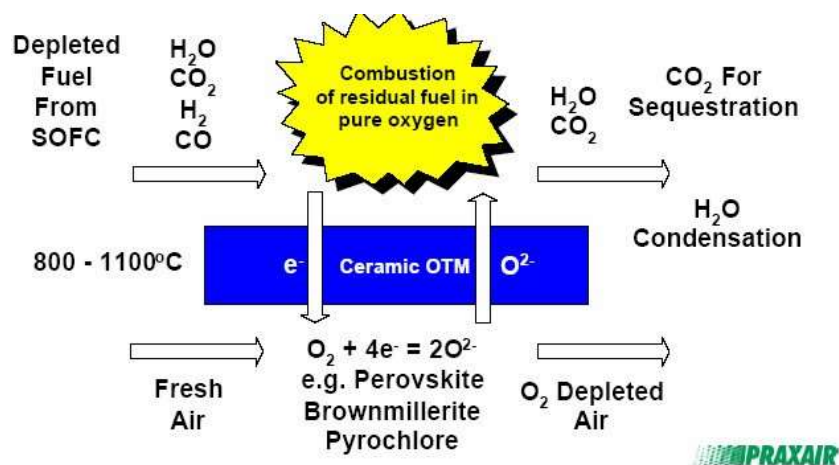 Depleted
Fuel
From
SOFC
H₂O
CO₂
H₂
CO
Combustion
of residual fuel in
pure oxygen
H₂O
CO₂
CO₂ For
Sequestration
H₂O
Condensation
800 - 1100ºC
e⁻
Ceramic OTM
O²⁻
Fresh
Air
O₂ + 4e⁻ = 2O²⁻
e.g. Perovskite
Brownmillerite
Pyrochlore
O₂ Depleted
Air
PRAXAIR